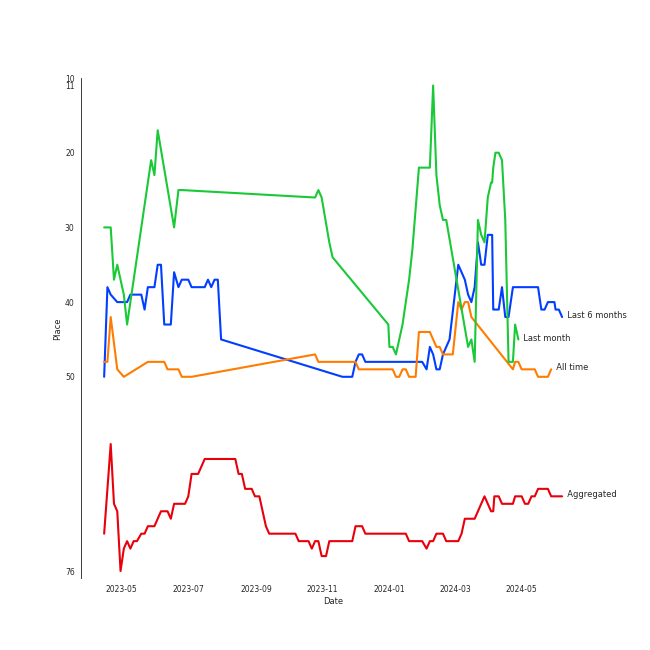 10
11
20
30
40
50
76
Place
2023-05
2023-07
2023-09
2023-11
2024-01
2024-03
2024-05
Date
Last 6 months
Last month
All time
Aggregated